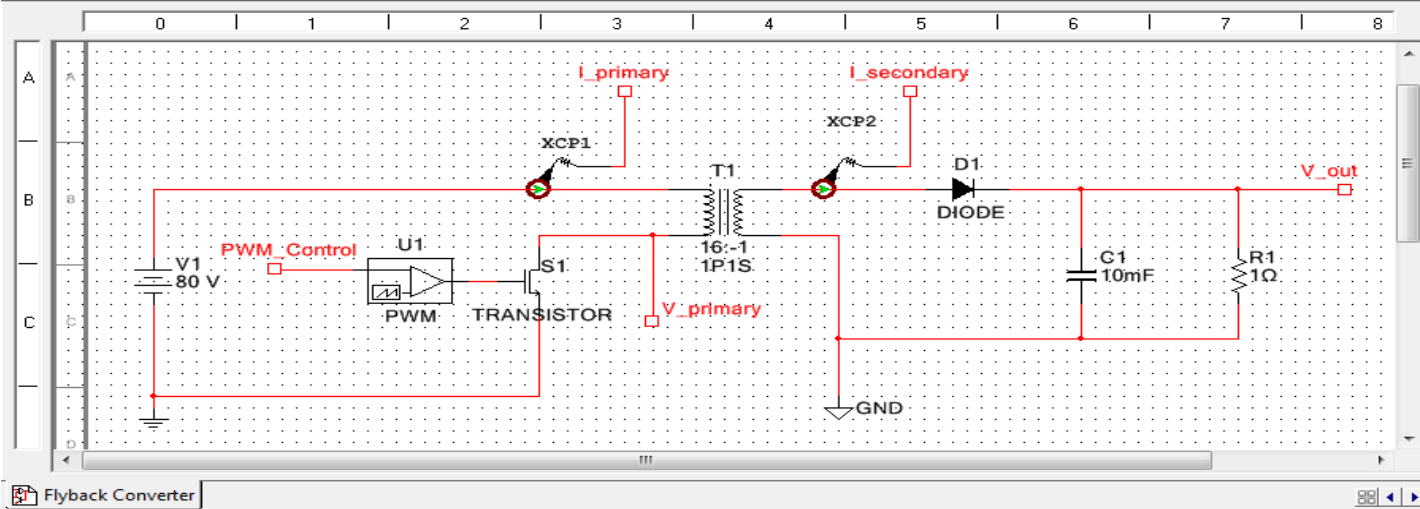 0 1 2 3 4 5 6 7 8
A
A
I_primary
I_secondary
XCP2
XCP1
T1
D1
V_out
B
B
DIODE
PWM_Control
U1
16:-1
1P1S
V1
80 V
S1
C1
10mF
R1
1Ω
PWM
TRANSISTOR
V_primary
C
C
GND
D
Flyback Converter